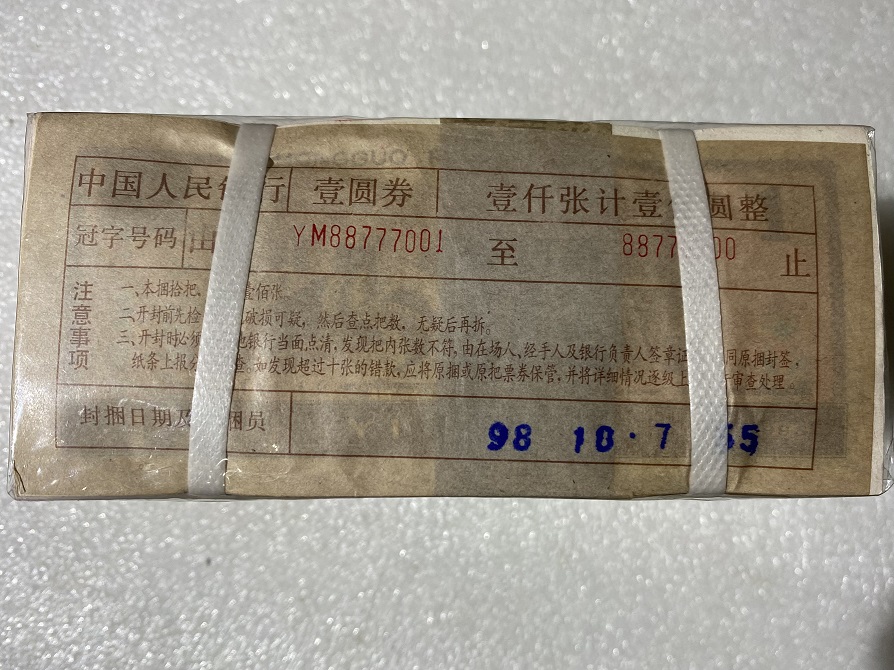 中国人民 行 壹圆券 壹仟张计壹 圆整
冠字号码 YM88777001 至 8877 00 止
注意事项
一、本捆拾把、 壹佰张。
二、开封前先检 破损可疑，然后查点把数，无疑后再拆。
三、开封时必须 把银行当面点清，发现把内张数不符，由在场人、经手人及银行负责人签章证 同原捆封签，
纸条上报 查。如发现超过十张的错款，应将原捆或原把票券保管，并将详细情况逐级上 审查处理。
封捆日期及 捆员
98 10·7 55